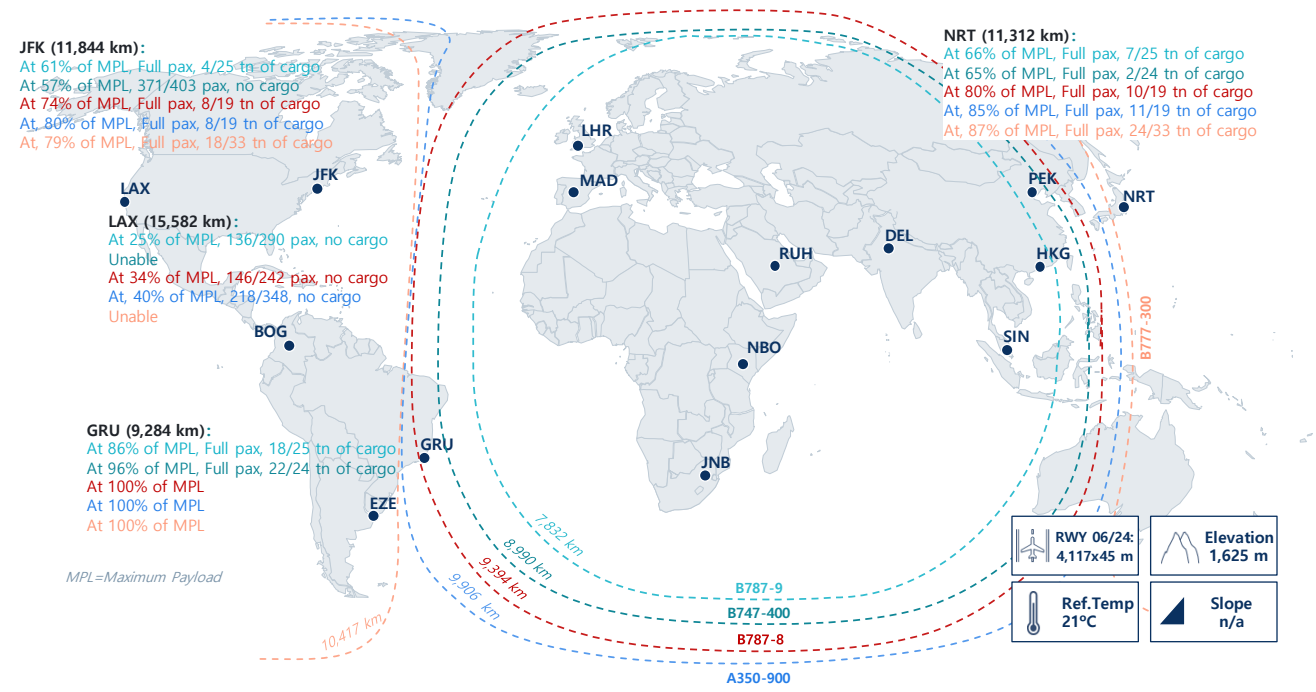 JFK (11,844 km):
At 61% of MPL, Full pax, 4/25 tn of cargo
At 57% of MPL, 371/403 pax, no cargo
At 74% of MPL, Full pax, 8/19 tn of cargo
At, 80% of MPL, Full pax, 8/19 tn of cargo
At, 79% of MPL, Full pax, 18/33 tn of cargo
NRT (11,312 km):
At 66% of MPL, Full pax, 7/25 tn of cargo
At 65% of MPL, Full pax, 2/24 tn of cargo
At 80% of MPL, Full pax, 10/19 tn of cargo
At, 85% of MPL, Full pax, 11/19 tn of cargo
At, 87% of MPL, Full pax, 24/33 tn of cargo
LHR
MAD
JFK
LAX
PEK
NRT
LAX (15,582 km):
At 25% of MPL, 136/290 pax, no cargo
Unable
At 34% of MPL, 146/242 pax, no cargo
At, 40% of MPL, 218/348, no cargo
Unable
RUH
DEL
HKG
BOG
NBO
SIN
B777-300
GRU (9,284 km):
At 86% of MPL, Full pax, 18/25 tn of cargo
At 96% of MPL, Full pax, 22/24 tn of cargo
At 100% of MPL
At 100% of MPL
At 100% of MPL
GRU
JNB
EZE
MPL=Maximum Payload
7,832 km
8,990 km
9,394 km
9,906 km
10,417 km
B787-9
B747-400
B787-8
A350-900
RWY 06/24:
4,117x45 m
Elevation
1,625 m
Ref.Temp
21ºC
Slope
n/a